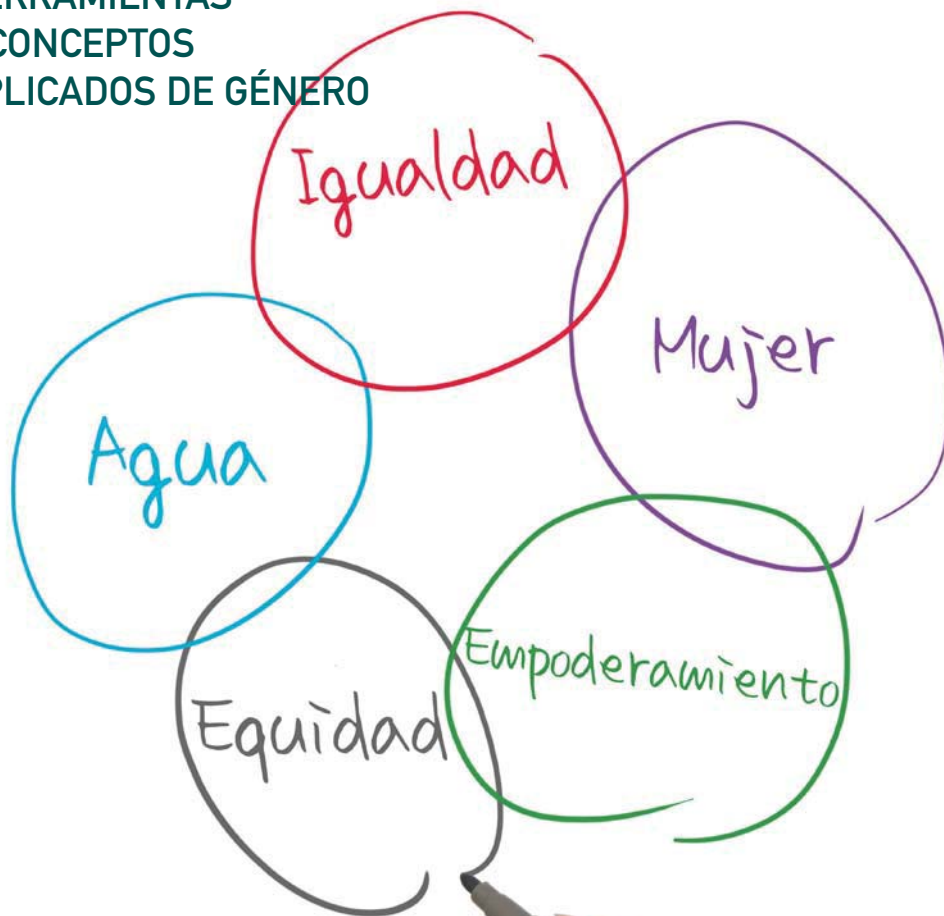 ERRAMIENTAS
CONCEPTOS
PLICADOS DE GÉNERO
Igualdad
Mujer
Agua
Empoderamiento
Equidad